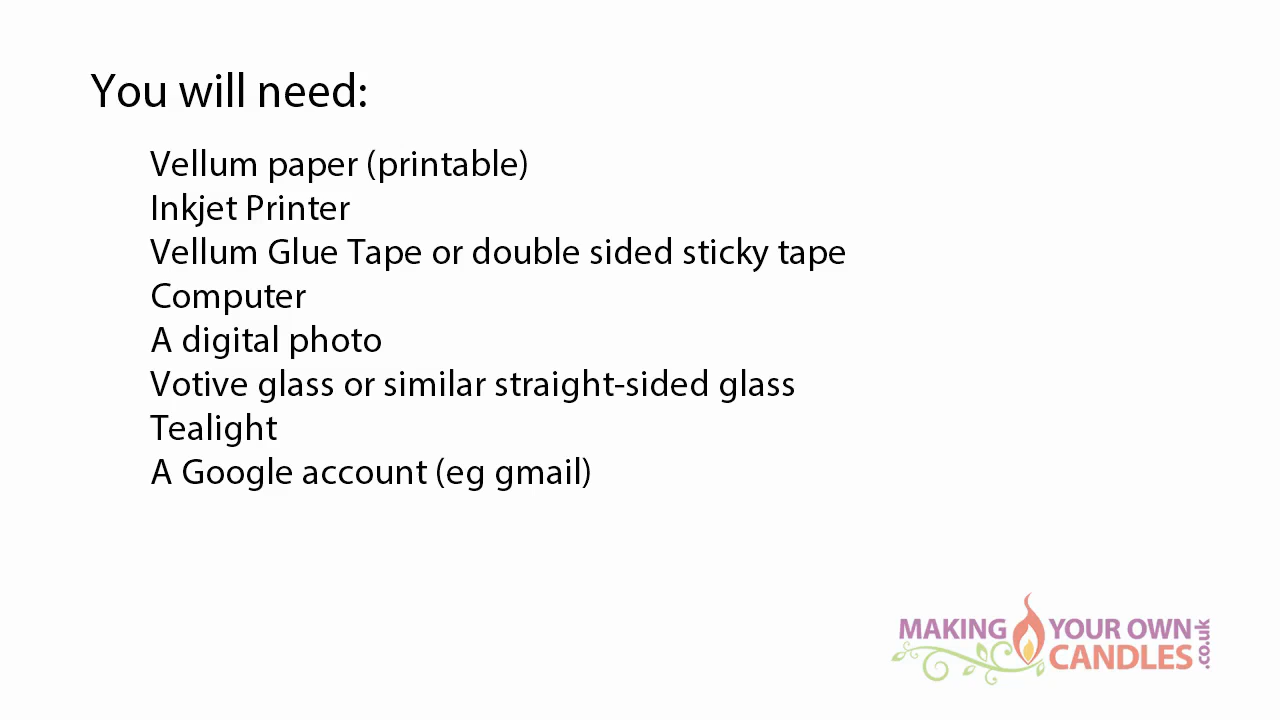 You will need:
Vellum paper (printable)
Inkjet Printer
Vellum Glue Tape or double sided sticky tape
Computer
A digital photo
Votive glass or similar straight-sided glass
Tealight
A Google account (eg gmail)
MAKING YOUR OWN
CANDLES
.co.uk